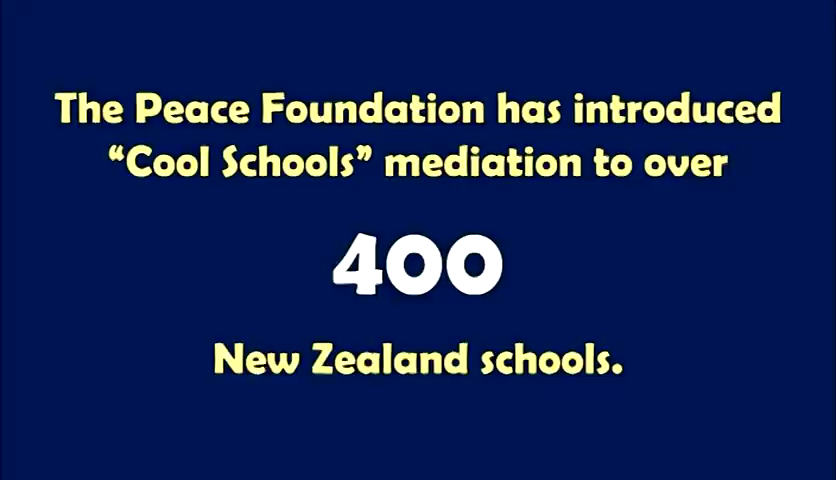 The Peace Foundation has introduced
“Cool Schools” mediation to over
400
New Zealand schools.